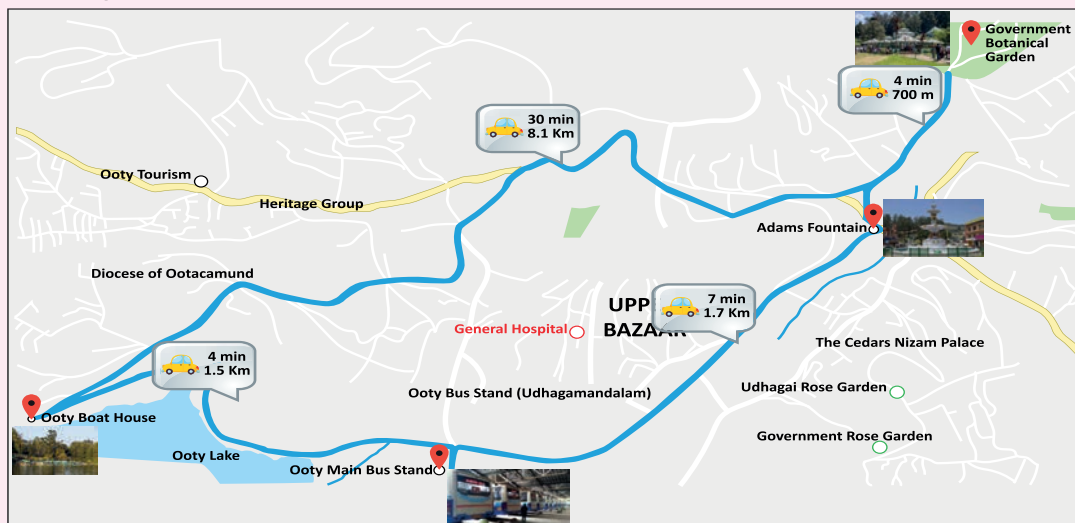 Government
Botanical
Garden
4 min
700 m
30 min
8.1 Km
Ooty Tourism
Heritage Group
Adams Fountain
Diocese of Ootacamund
7 min
1.7 Km
UPP
BAZAAR
General Hospital
The Cedars Nizam Palace
4 min
1.5 Km
Ooty Bus Stand (Udhagamandalam)
Udhagai Rose Garden
Ooty Boat House
Government Rose Garden
Ooty Lake
Ooty Main Bus Stand